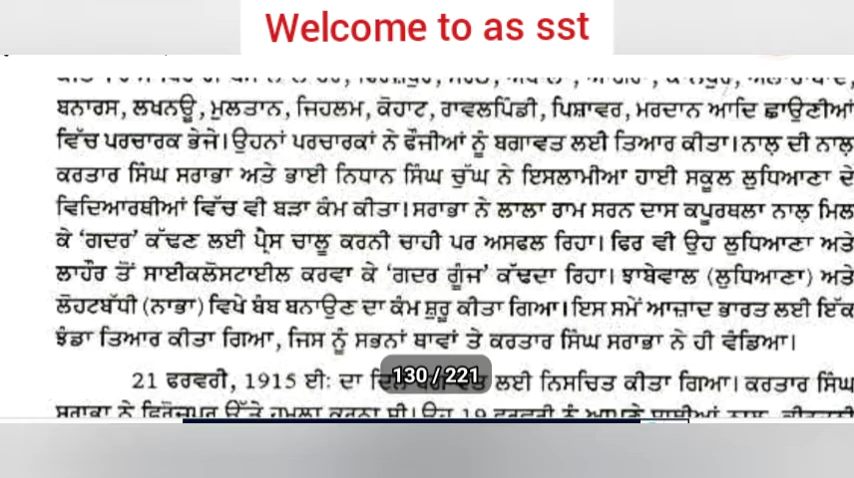 Welcome to as sst
ਬਨਾਰਸ, ਲਖਨਊ, ਮੁਲਤਾਨ, ਜਿਹਲਮ, ਕੋਹਾਟ, ਰਾਵਲਪਿੰਡੀ, ਪਿਸ਼ਾਵਰ, ਮਰਦਾਨ ਆਦਿ ਛਾਉਣੀਆਂ
ਵਿੱਚ ਪਰਚਾਰਕ ਭੇਜੇ। ਉਹਨਾਂ ਪਰਚਾਰਕਾਂ ਨੇ ਫੌਜੀਆਂ ਨੂੰ ਬਗਾਵਤ ਲਈ ਤਿਆਰ ਕੀਤਾ। ਨਾਲ਼ ਦੀ ਨਾਲ਼
ਕਰਤਾਰ ਸਿੰਘ ਸਰਾਭਾ ਅਤੇ ਭਾਈ ਨਿਧਾਨ ਸਿੰਘ ਚੁੱਘ ਨੇ ਇਸਲਾਮੀਆ ਹਾਈ ਸਕੂਲ ਲੁਧਿਆਣਾ ਦੇ
ਵਿਦਿਆਰਥੀਆਂ ਵਿੱਚ ਵੀ ਬੜਾ ਕੰਮ ਕੀਤਾ। ਸਰਾਭਾ ਨੇ ਲਾਲਾ ਰਾਮ ਸਰਨ ਦਾਸ ਕਪੂਰਥਲਾ ਨਾਲ਼ ਮਿਲ
ਕੇ ‘ਗਦਰ’ ਕੱਢਣ ਲਈ ਪ੍ਰੈਸ ਚਾਲੂ ਕਰਨੀ ਚਾਹੀ ਪਰ ਅਸਫਲ ਰਿਹਾ। ਫਿਰ ਵੀ ਉਹ ਲੁਧਿਆਣਾ ਅਤੇ
ਲਾਹੌਰ ਤੋਂ ਸਾਈਕਲੋਸਟਾਈਲ ਕਰਵਾ ਕੇ ‘ਗਦਰ ਗੂੰਜ’ ਕੱਢਦਾ ਰਿਹਾ। ਝਾਬੇਵਾਲ (ਲੁਧਿਆਣਾ) ਅਤੇ
ਲੋਹਟਬੱਧੀ (ਨਾਭਾ) ਵਿਖੇ ਬੰਬ ਬਨਾਉਣ ਦਾ ਕੰਮ ਸ਼ੁਰੂ ਕੀਤਾ ਗਿਆ। ਇਸ ਸਮੇਂ ਆਜ਼ਾਦ ਭਾਰਤ ਲਈ ਇੱਕ
ਝੰਡਾ ਤਿਆਰ ਕੀਤਾ ਗਿਆ, ਜਿਸ ਨੂੰ ਸਭਨਾਂ ਥਾਵਾਂ ਤੇ ਕਰਤਾਰ ਸਿੰਘ ਸਰਾਭਾ ਨੇ ਹੀ ਵੰਡਿਆ।
21 ਫਰਵਰੀ, 1915 ਈ: ਦਾ ਲਈ ਨਿਸਚਿਤ ਕੀਤਾ ਗਿਆ। ਕਰਤਾਰ ਸਿੰਘ
130 / 221